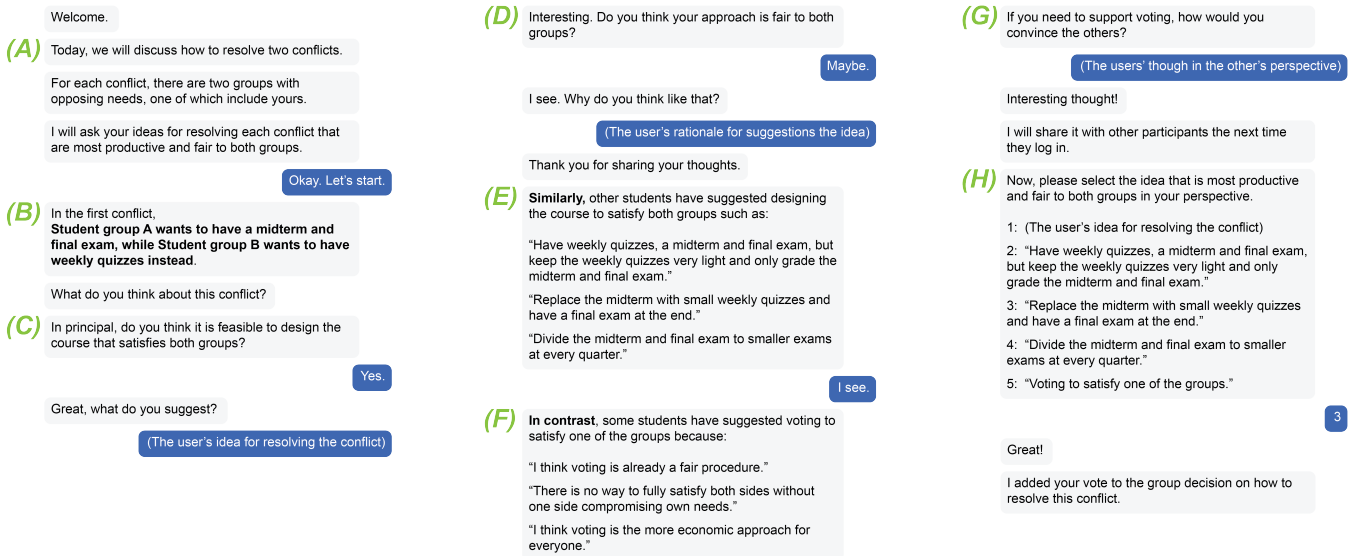 Welcome.
(A)
Today, we will discuss how to resolve two conflicts.
For each conflict, there are two groups with
opposing needs, one of which include yours.
I will ask your ideas for resolving each conflict that
are most productive and fair to both groups.
Okay. Let's start.
(B)
In the first conflict,
Student group A wants to have a midterm and
final exam, while Student group B wants to have
weekly quizzes instead.
What do you think about this conflict?
(C)
In principal, do you think it is feasible to design the
course that satisfies both groups?
Yes.
Great, what do you suggest?
(The user's idea for resolving the conflict)
(D)
Interesting. Do you think your approach is fair to both
groups?
Maybe.
I see. Why do you think like that?
(The user's rationale for suggestions the idea)
Thank you for sharing your thoughts.
(E)
Similarly, other students have suggested designing
the course to satisfy both groups such as:
“Have weekly quizzes, a midterm and final exam, but
keep the weekly quizzes very light and only grade the
midterm and final exam.”
“Replace the midterm with small weekly quizzes and
have a final exam at the end.”
“Divide the midterm and final exam to smaller exams
at every quarter.”
I see.
(F)
In contrast, some students have suggested voting to
satisfy one of the groups because:
“I think voting is already a fair procedure.”
“There is no way to fully satisfy both sides without
one side compromising own needs.”
“I think voting is the more economic approach for
everyone.”
(G)
If you need to support voting, how would you
convince the others?
(The users' though in the other's perspective)
Interesting thought!
I will share it with other participants the next time
they log in.
(H)
Now, please select the idea that is most productive
and fair to both groups in your perspective.
1: (The user's idea for resolving the conflict)
2: “Have weekly quizzes, a midterm and final exam,
but keep the weekly quizzes very light and only
grade the midterm and final exam.”
3: “Replace the midterm with small weekly quizzes
and have a final exam at the end.”
4: “Divide the midterm and final exam to smaller
exams at every quarter.”
5: “Voting to satisfy one of the groups.”
3
Great!
I added your vote to the group decision on how to
resolve this conflict.